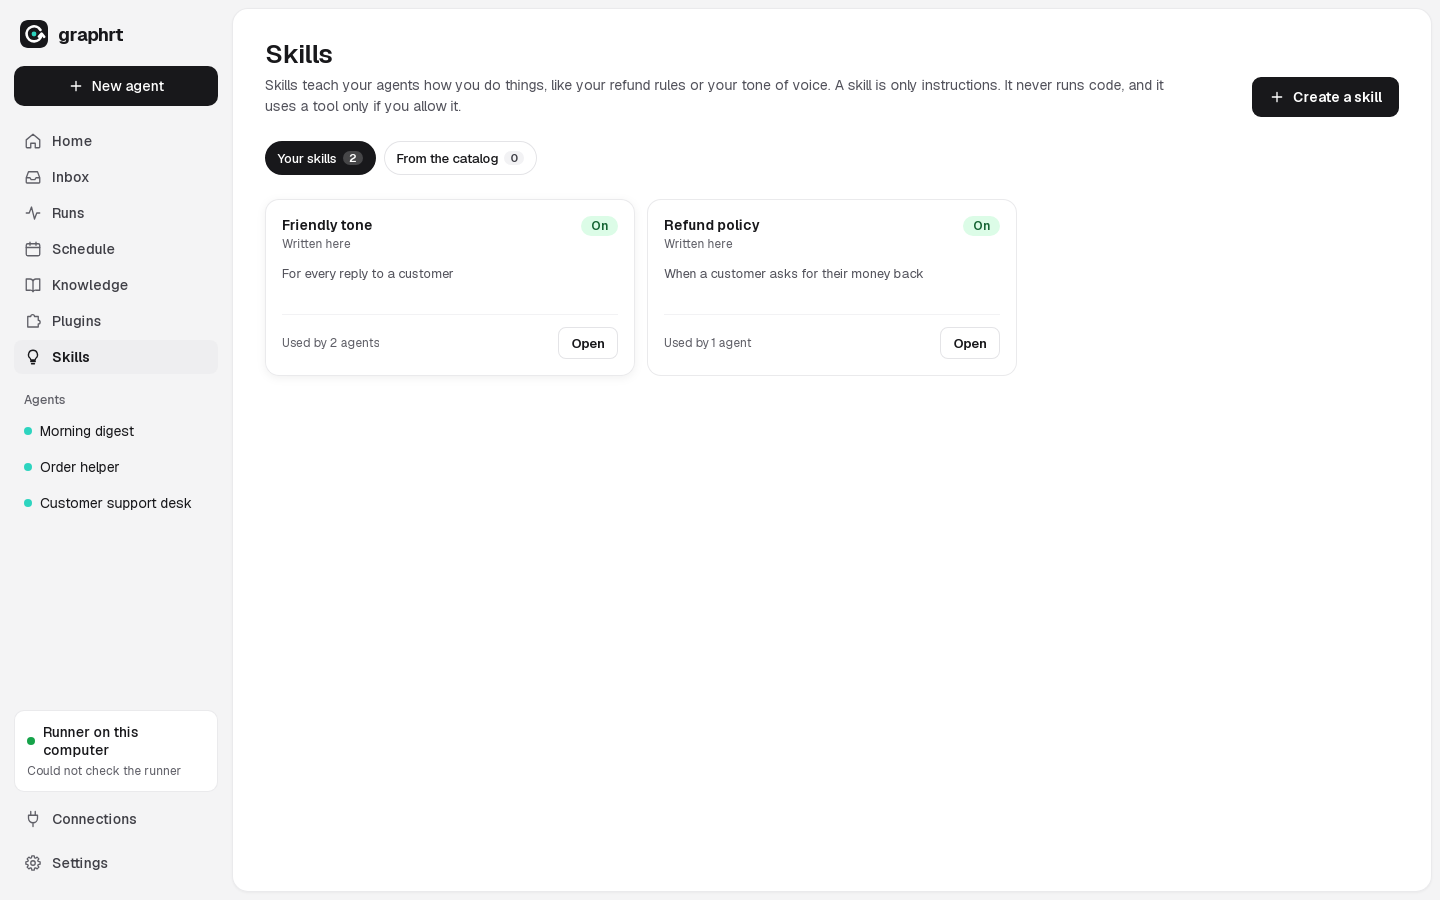 graphrt
New agent
Home
Inbox
Runs
Schedule
Knowledge
Plugins
Skills
Agents
Morning digest
Order helper
Customer support desk
Runner on this
computer
Could not check the runner
Connections
Settings
Skills
Skills teach your agents how you do things, like your refund rules or your tone of voice. A skill is only instructions. It never runs code, and it
uses a tool only if you allow it.
Create a skill
Your skills 2
From the catalog 0
Friendly tone
On
Written here
For every reply to a customer
Used by 2 agents
Open
Refund policy
On
Written here
When a customer asks for their money back
Used by 1 agent
Open